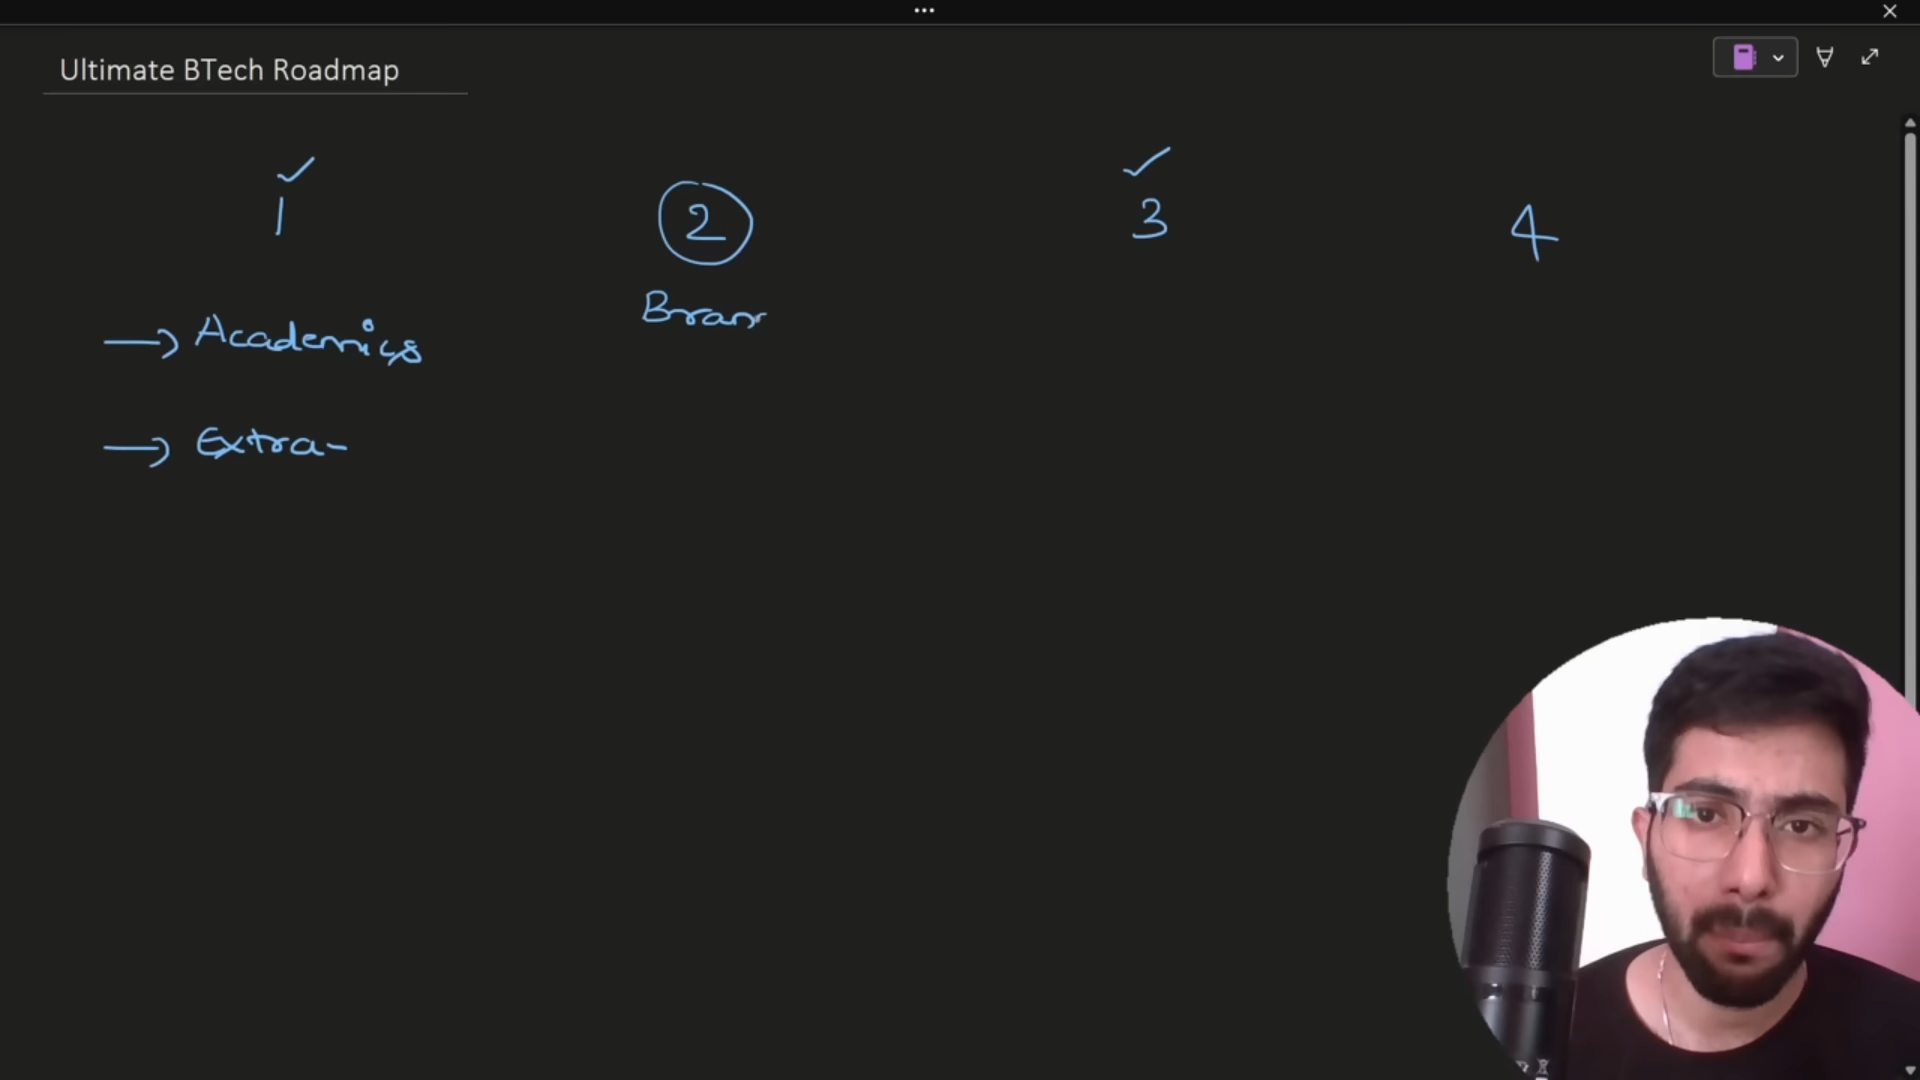 Ultimate BTech Roadmap
1 2 3 4
Bran
→ Academics
→ Extra-